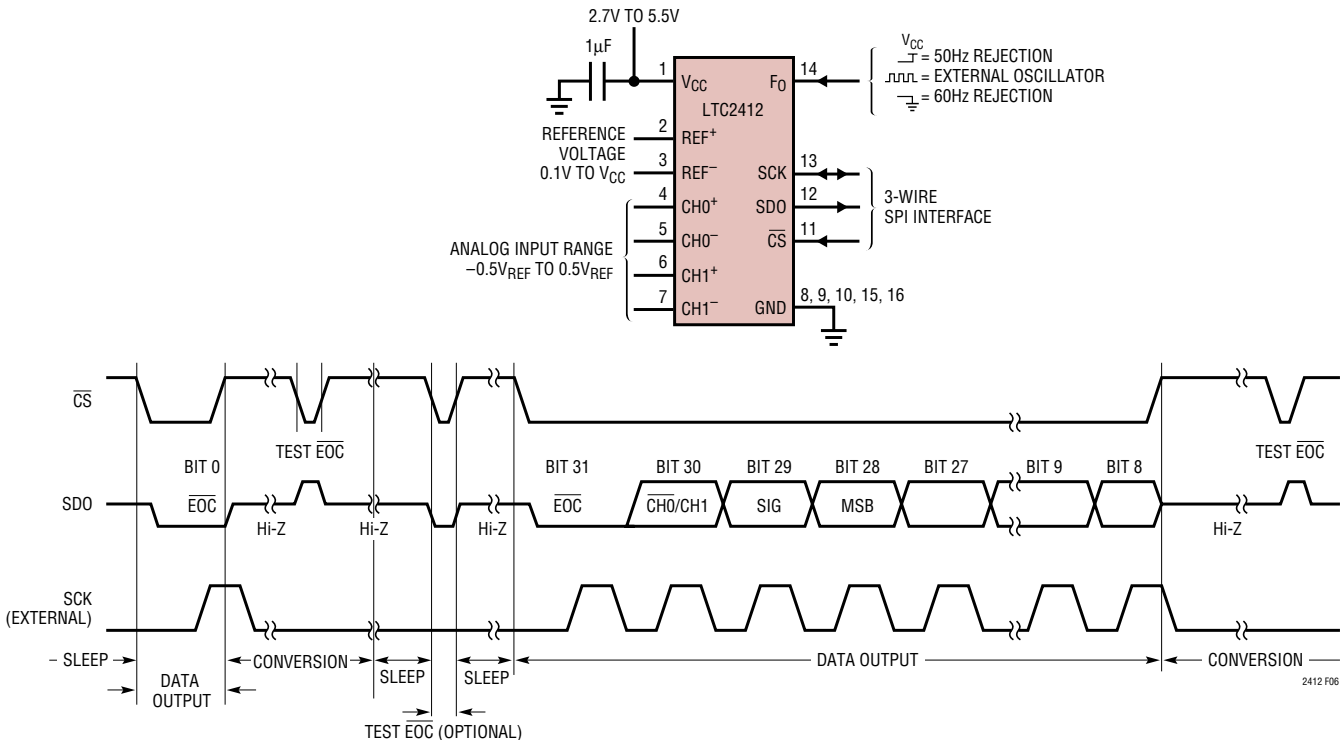 2.7V TO 5.5V
1µF
VCC
= 50Hz REJECTION
= EXTERNAL OSCILLATOR
= 60Hz REJECTION
1
VCC
FO
14
LTC2412
REFERENCE
VOLTAGE
0.1V TO VCC
2
REF+
3
REF–
SCK
13
4
CH0+
SDO
12
3-WIRE
SPI INTERFACE
5
CH0–
CS
11
ANALOG INPUT RANGE
–0.5VREF TO 0.5VREF
6
CH1+
7
CH1–
GND
8, 9, 10, 15, 16
CS
TEST EOC
TEST EOC
BIT 0
BIT 31
BIT 30
BIT 29
BIT 28
BIT 27
BIT 9
BIT 8
SDO
EOC
Hi-Z
Hi-Z
Hi-Z
EOC
CH0/CH1
SIG
MSB
Hi-Z
SCK
(EXTERNAL)
– SLEEP
DATA
OUTPUT
CONVERSION
SLEEP
SLEEP
DATA OUTPUT
CONVERSION
TEST EOC (OPTIONAL)
2412 F06